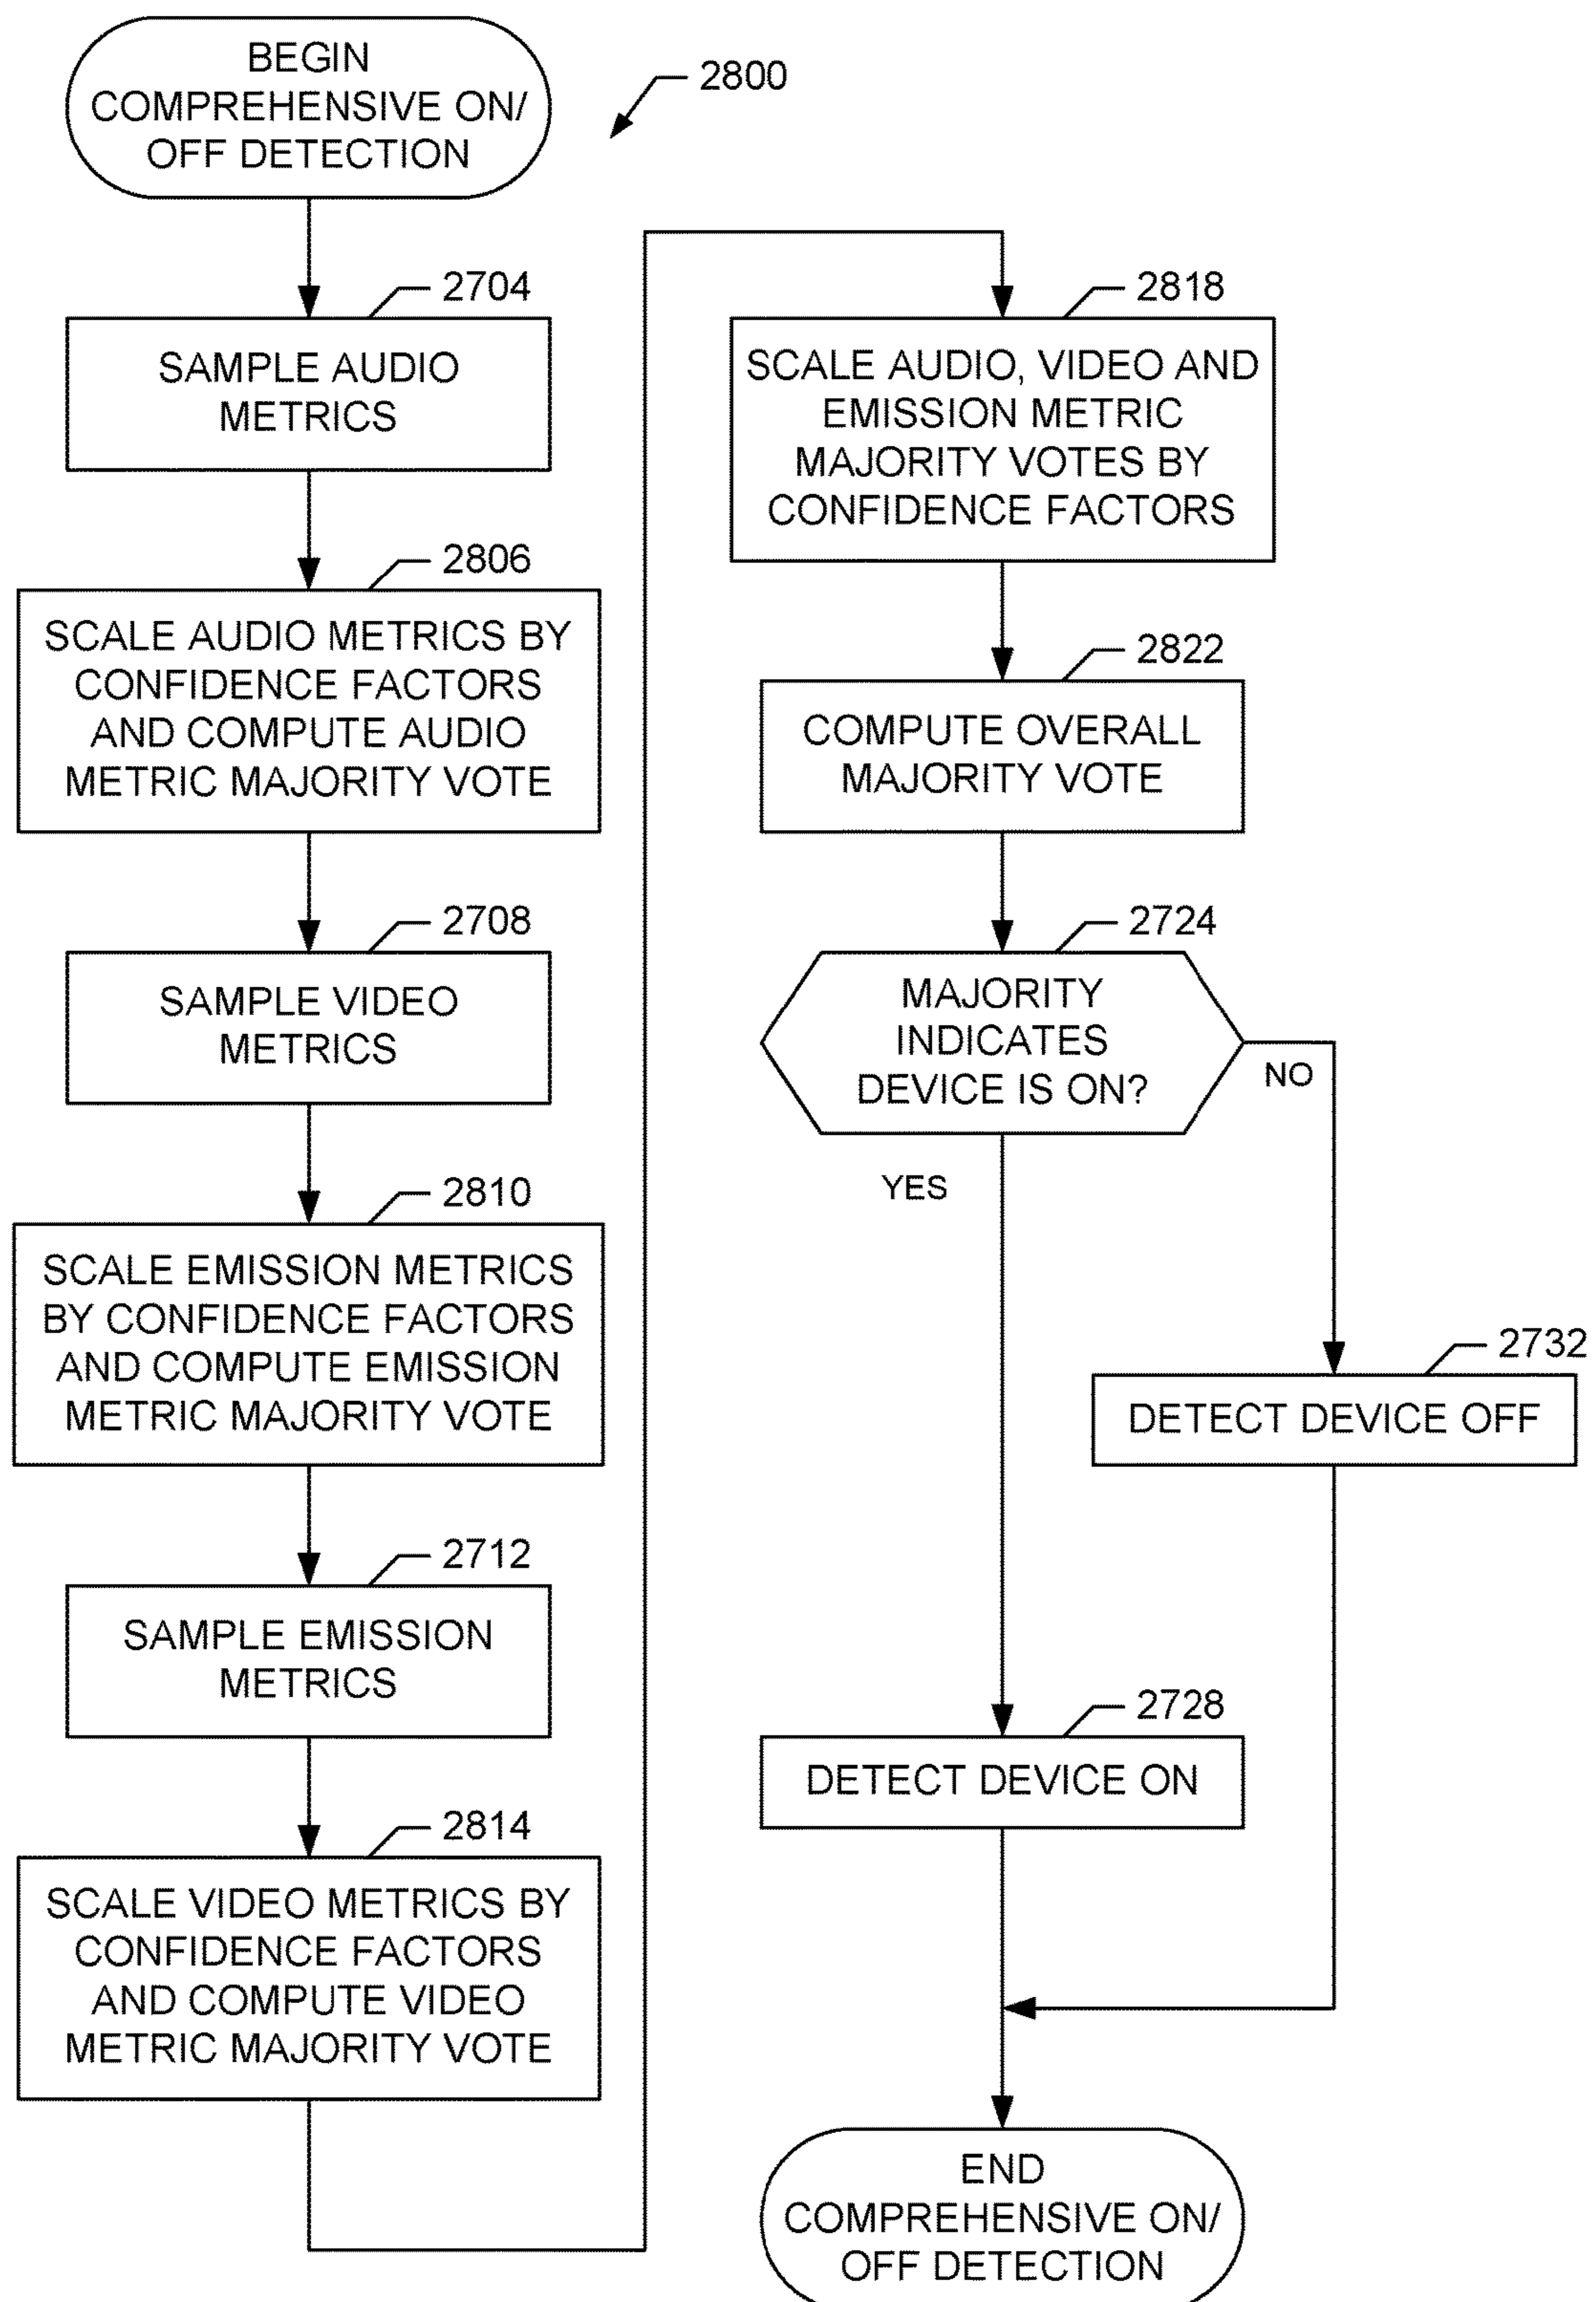 BEGIN
COMPREHENSIVE ON/
OFF DETECTION
2800
2704
SAMPLE AUDIO
METRICS
2806
SCALE AUDIO METRICS BY
CONFIDENCE FACTORS
AND COMPUTE AUDIO
METRIC MAJORITY VOTE
2708
SAMPLE VIDEO
METRICS
2810
SCALE EMISSION METRICS
BY CONFIDENCE FACTORS
AND COMPUTE EMISSION
METRIC MAJORITY VOTE
2712
SAMPLE EMISSION
METRICS
2814
SCALE VIDEO METRICS BY
CONFIDENCE FACTORS
AND COMPUTE VIDEO
METRIC MAJORITY VOTE
2818
SCALE AUDIO, VIDEO AND
EMISSION METRIC
MAJORITY VOTES BY
CONFIDENCE FACTORS
2822
COMPUTE OVERALL
MAJORITY VOTE
2724
MAJORITY
INDICATES
DEVICE IS ON?
NO
YES
2732
DETECT DEVICE OFF
2728
DETECT DEVICE ON
END
COMPREHENSIVE ON/
OFF DETECTION